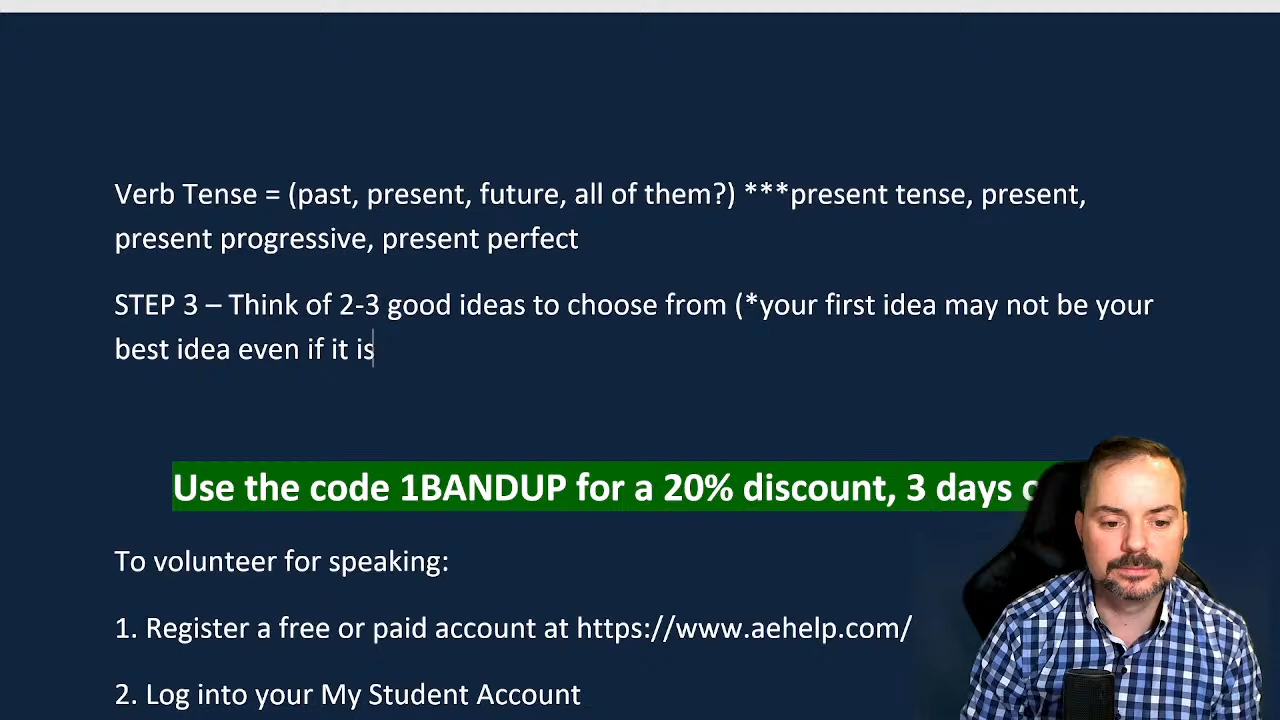 Verb Tense = (past, present, future, all of them?) ***present tense, present,
present progressive, present perfect
STEP 3 – Think of 2-3 good ideas to choose from (*your first idea may not be your
best idea even if it is
Use the code 1BANDUP for a 20% discount, 3 days
To volunteer for speaking:
1. Register a free or paid account at https://www.aehelp.com/
2. Log into your My Student Account